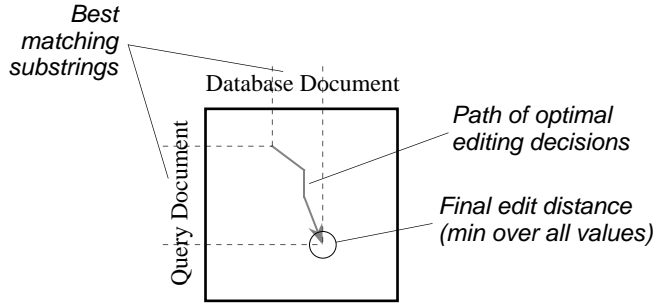 Best
matching
substrings
Database Document
Query Document
Path of optimal
editing decisions
Final edit distance
(min over all values)